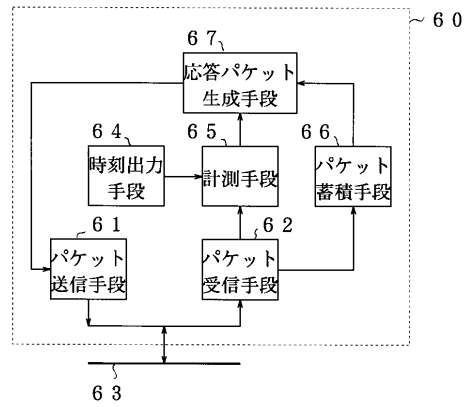 60
67
応答パケット
生成手段
64
65
66
時刻出力
手段
計測手段
パケット
蓄積手段
61
62
パケット
送信手段
パケット
受信手段
63